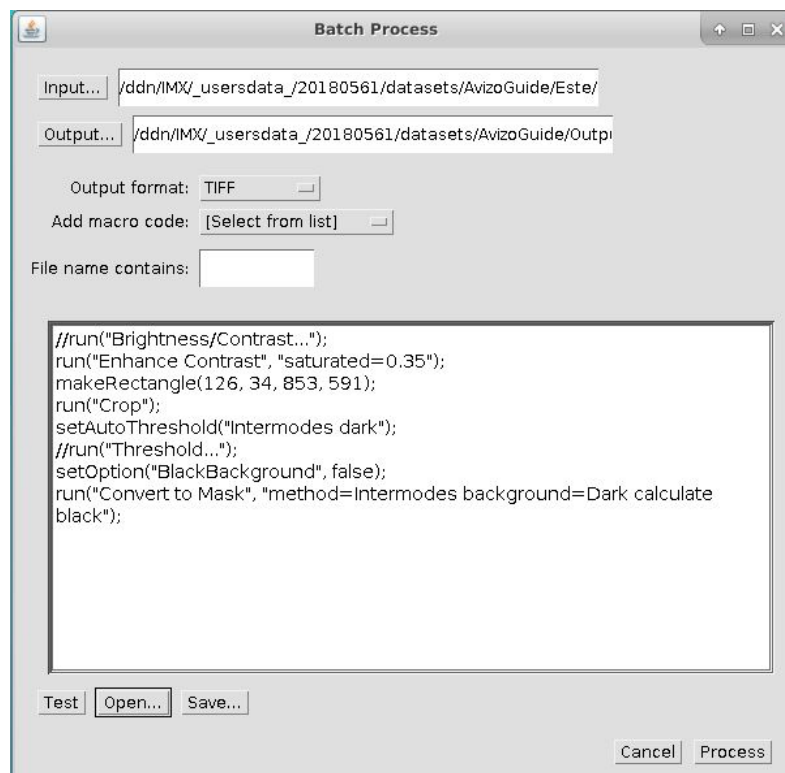 Batch Process
Input... /ddn/IMX/_usersdata_/20180561/datasets/AvizoGuide/Este/
Output... /ddn/IMX/_usersdata_/20180561/datasets/AvizoGuide/Outpu
Output format: TIFF
Add macro code: [Select from list]
File name contains:
//run("Brightness/Contrast...");
run("Enhance Contrast", "saturated=0.35");
makeRectangle(126, 34, 853, 591);
run("Crop");
setAutoThreshold("Intermodes dark");
//run("Threshold...");
setOption("BlackBackground", false);
run("Convert to Mask", "method=Intermodes background=Dark calculate
black");
Test Open... Save...
Cancel Process